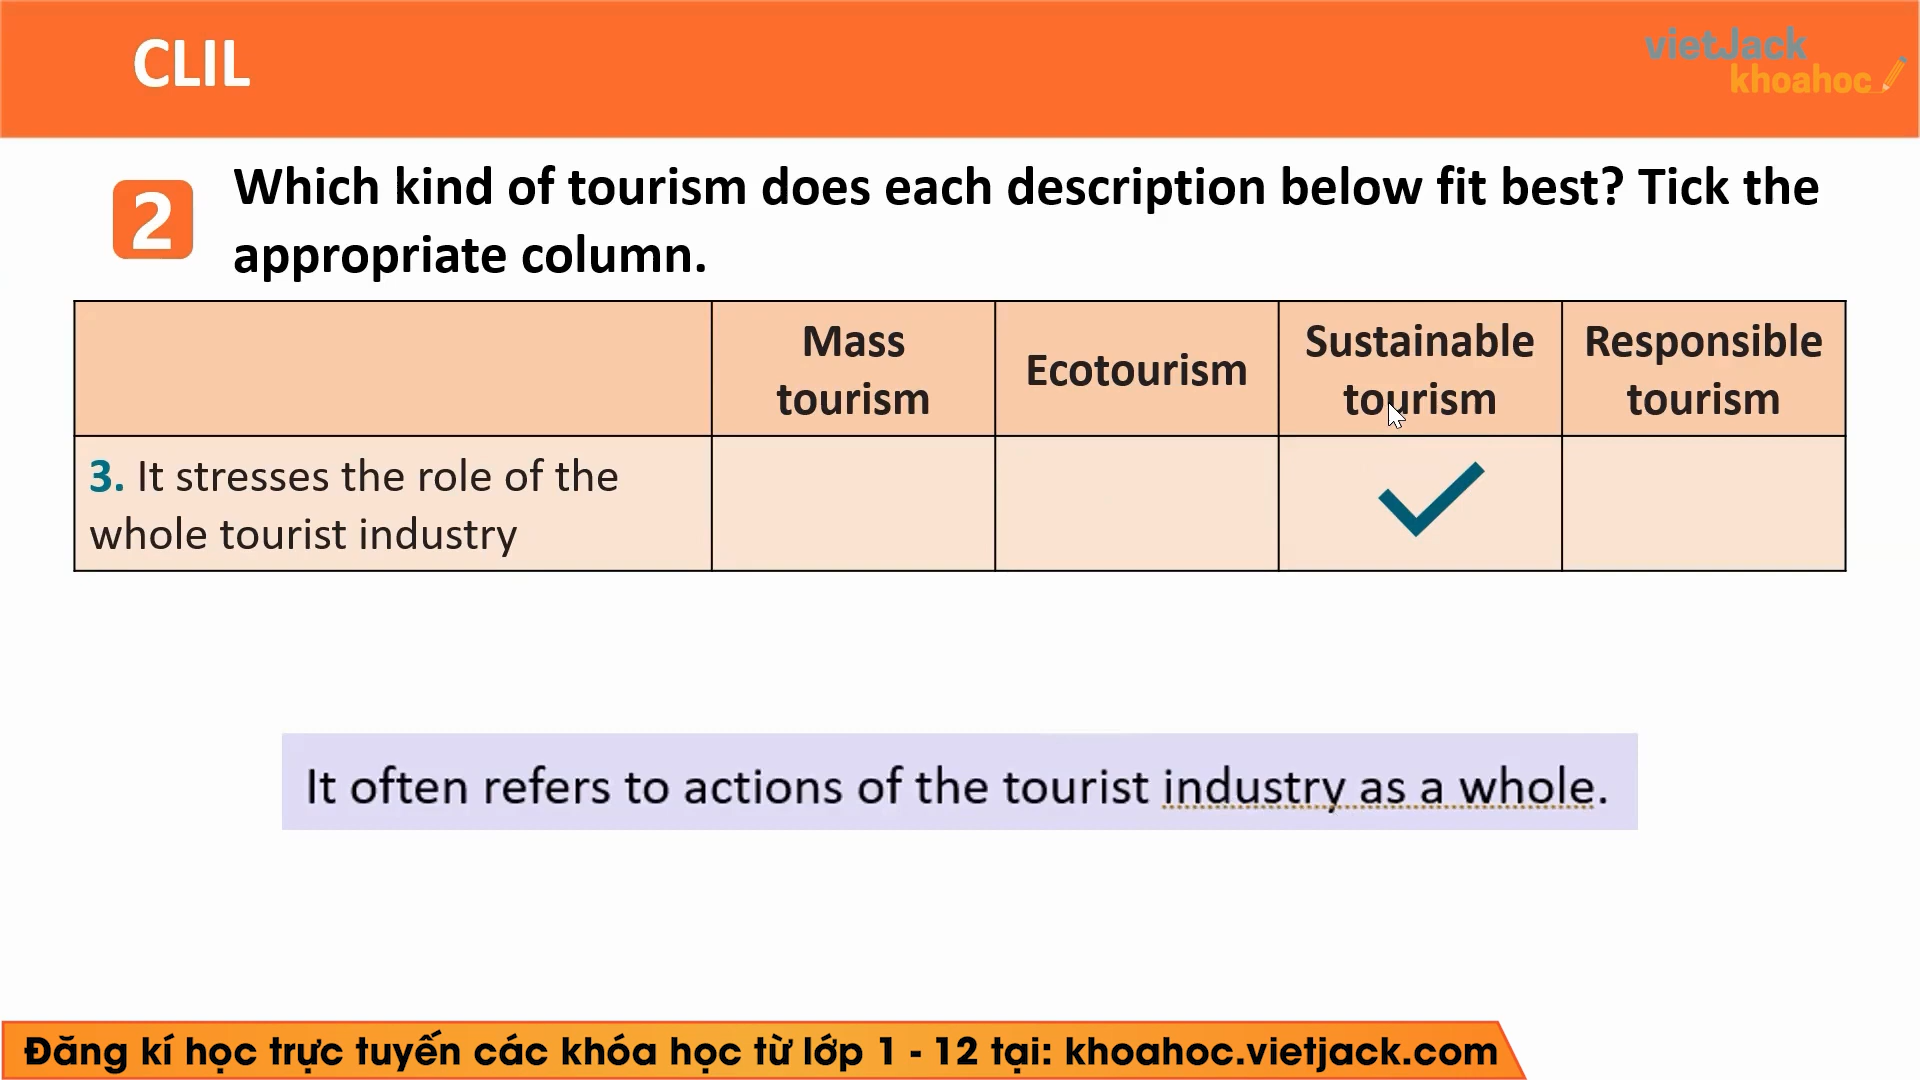 CLIL
vietJack
khoahoc
2
Which kind of tourism does each description below fit best? Tick the
appropriate column.
Mass
tourism
Ecotourism
Sustainable
tourism
Responsible
tourism
3. It stresses the role of the
whole tourist industry
It often refers to actions of the tourist industry as a whole.
Đăng kí học trực tuyến các khóa học từ lớp 1 - 12 tại: khoahoc.vietjack.com